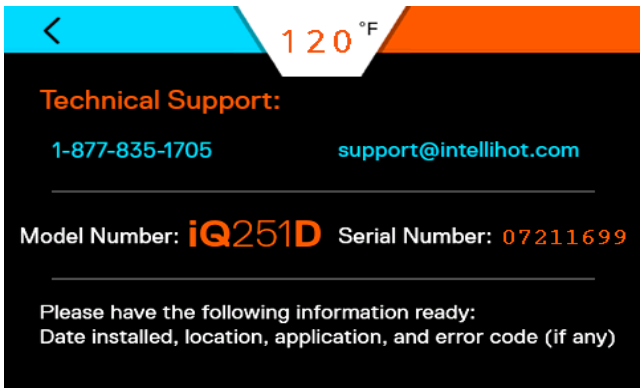 120°F
Technical Support:
1-877-835-1705 support@intellihot.com
Model Number: iQ251D Serial Number: 07211699
Please have the following information ready:
Date installed, location, application, and error code (if any)